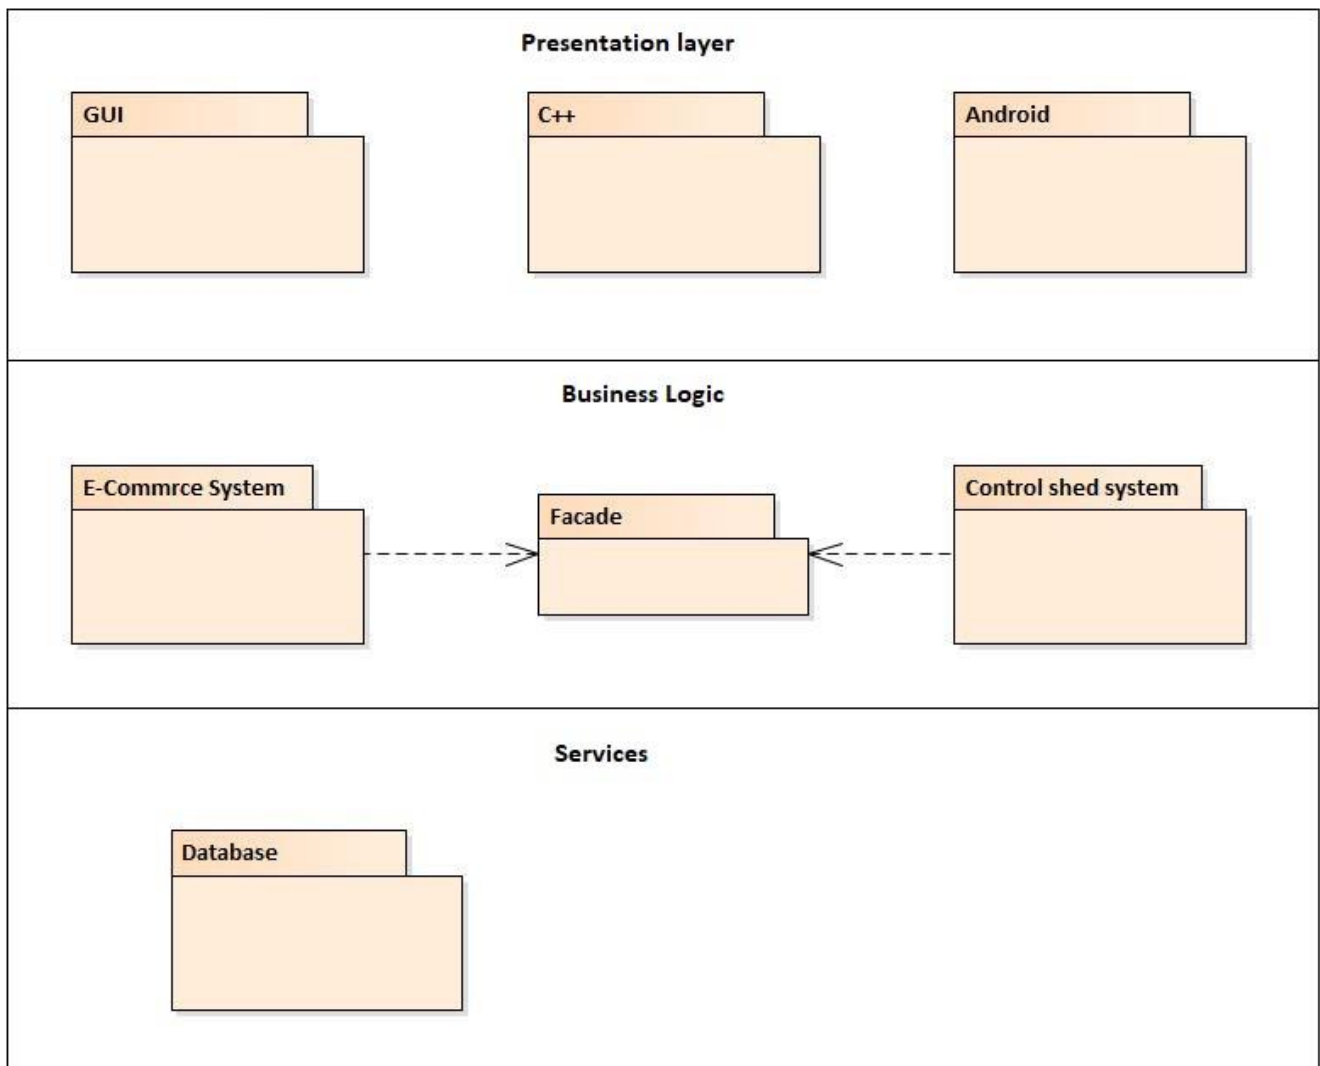 Presentation layer
GUI
C++
Android
Business Logic
E-Commrce System
Facade
Control shed system
Services
Database